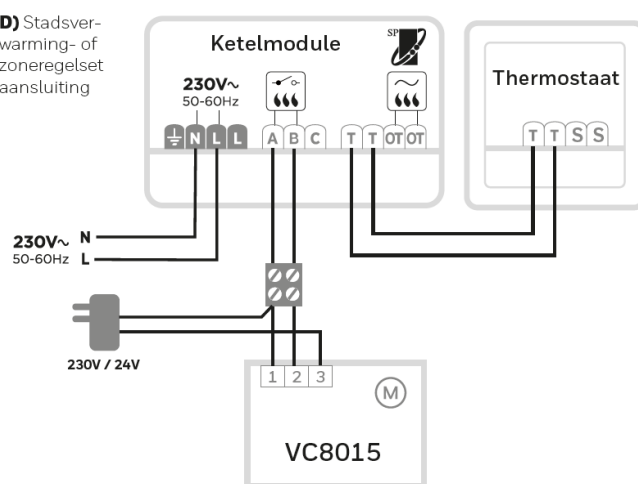 D) Stadsver-
warming- of
zoneregelset
aansluiting
Ketelmodule
SP
230V~
50-60Hz
N L L A B C T T OT OT
Thermostaat
T T S S
230V~ N
50-60Hz L
230V / 24V
1 2 3
M
VC8015